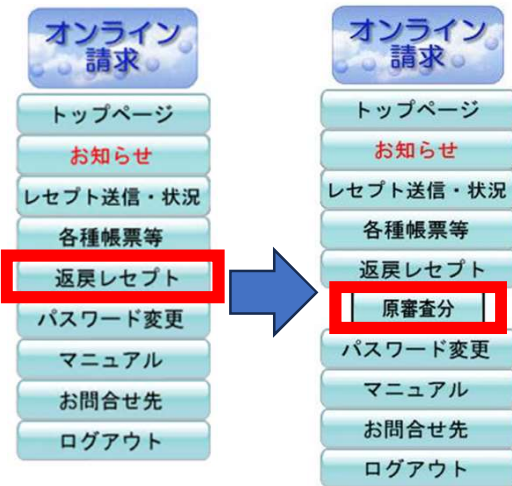 オンライン
請求
トップページ
お知らせ
レセプト送信・状況
各種帳票等
返戻レセプト
パスワード変更
マニュアル
お問合せ先
ログアウト
オンライン
請求
トップページ
お知らせ
レセプト送信・状況
各種帳票等
返戻レセプト
原審査分
パスワード変更
マニュアル
お問合せ先
ログアウト